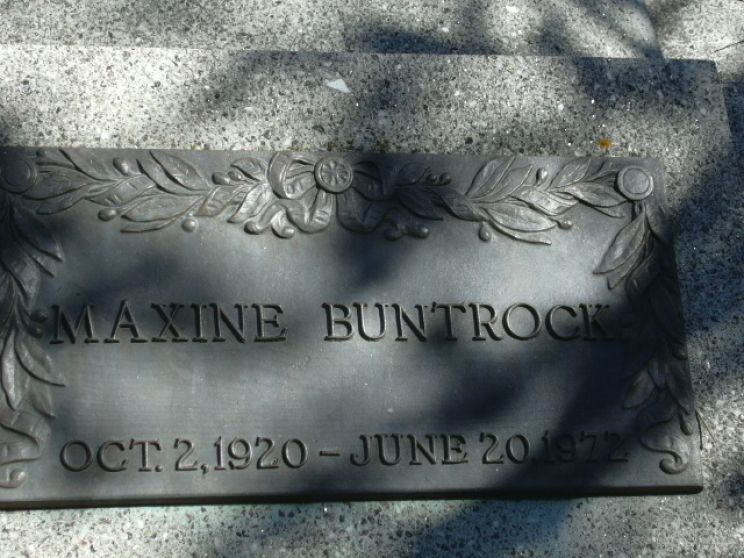 MAXINE BUNTROCK
OCT. 2, 1920 – JUNE 20, 1972